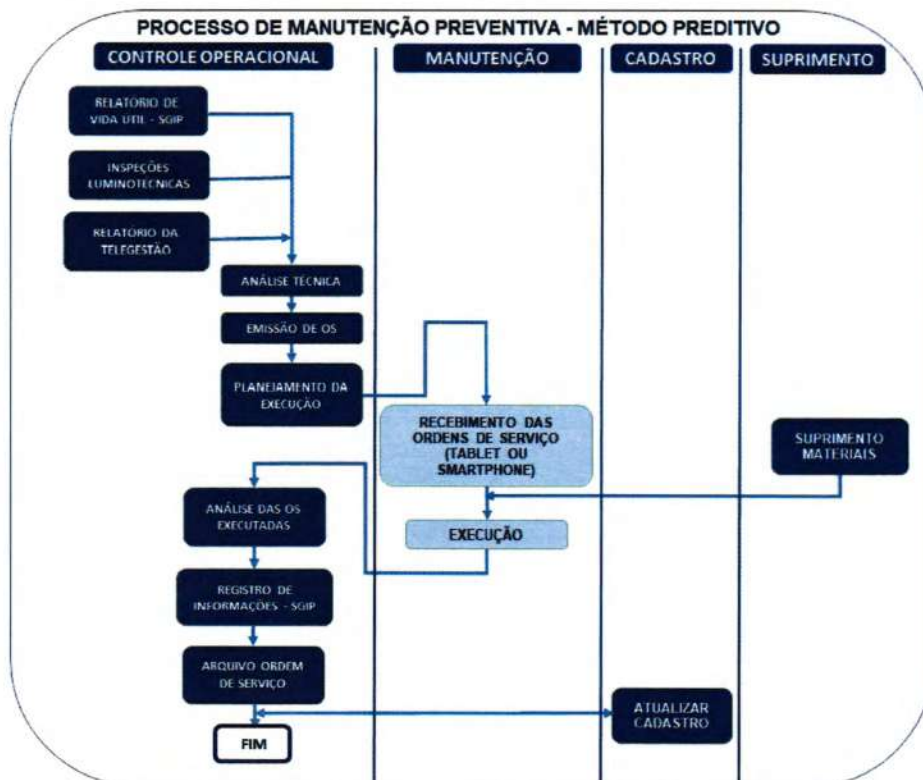 PROCESSO DE MANUTENÇÃO PREVENTIVA - MÉTODO PREDITIVO
CONTROLE OPERACIONAL
MANUTENÇÃO
CADASTRO
SUPRIMENTO
RELATORIO DE
VIDA UTIL - SGIP
INSPEÇÕES
LUMINOTECNICAS
RELATORIO DA
TELEGESTÃO
ANÁLISE TÉCNICA
EMISSÃO DE OS
PLANEJAMENTO DA
EXECUÇÃO
RECEBIMENTO DAS
ORDENS DE SERVIÇO
(TABLET OU
SMARTPHONE)
SUPRIMENTO
MATERIAIS
ANÁLISE DAS OS
EXECUTADAS
EXECUÇÃO
REGISTRO DE
INFORMAÇÕES - SGIP
ARQUIVO ORDEM
DE SERVIÇO
ATUALIZAR
CADASTRO
FIM